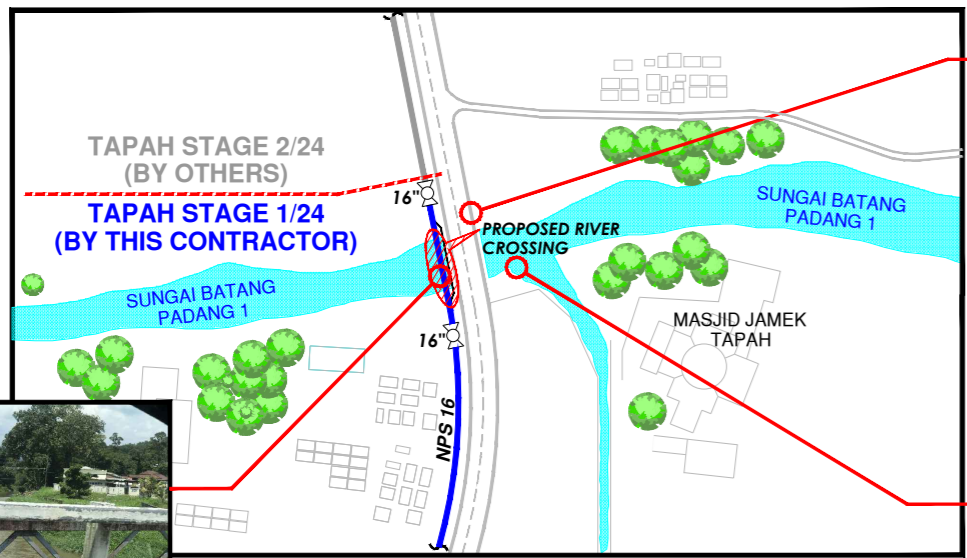 TAPAH STAGE 2/24
(BY OTHERS)
16"
TAPAH STAGE 1/24
(BY THIS CONTRACTOR)
PROPOSED RIVER
CROSSING
SUNGAI BATANG
PADANG 1
SUNGAI BATANG
PADANG 1
16"
MASJID JAMEK
TAPAH
NPS 16